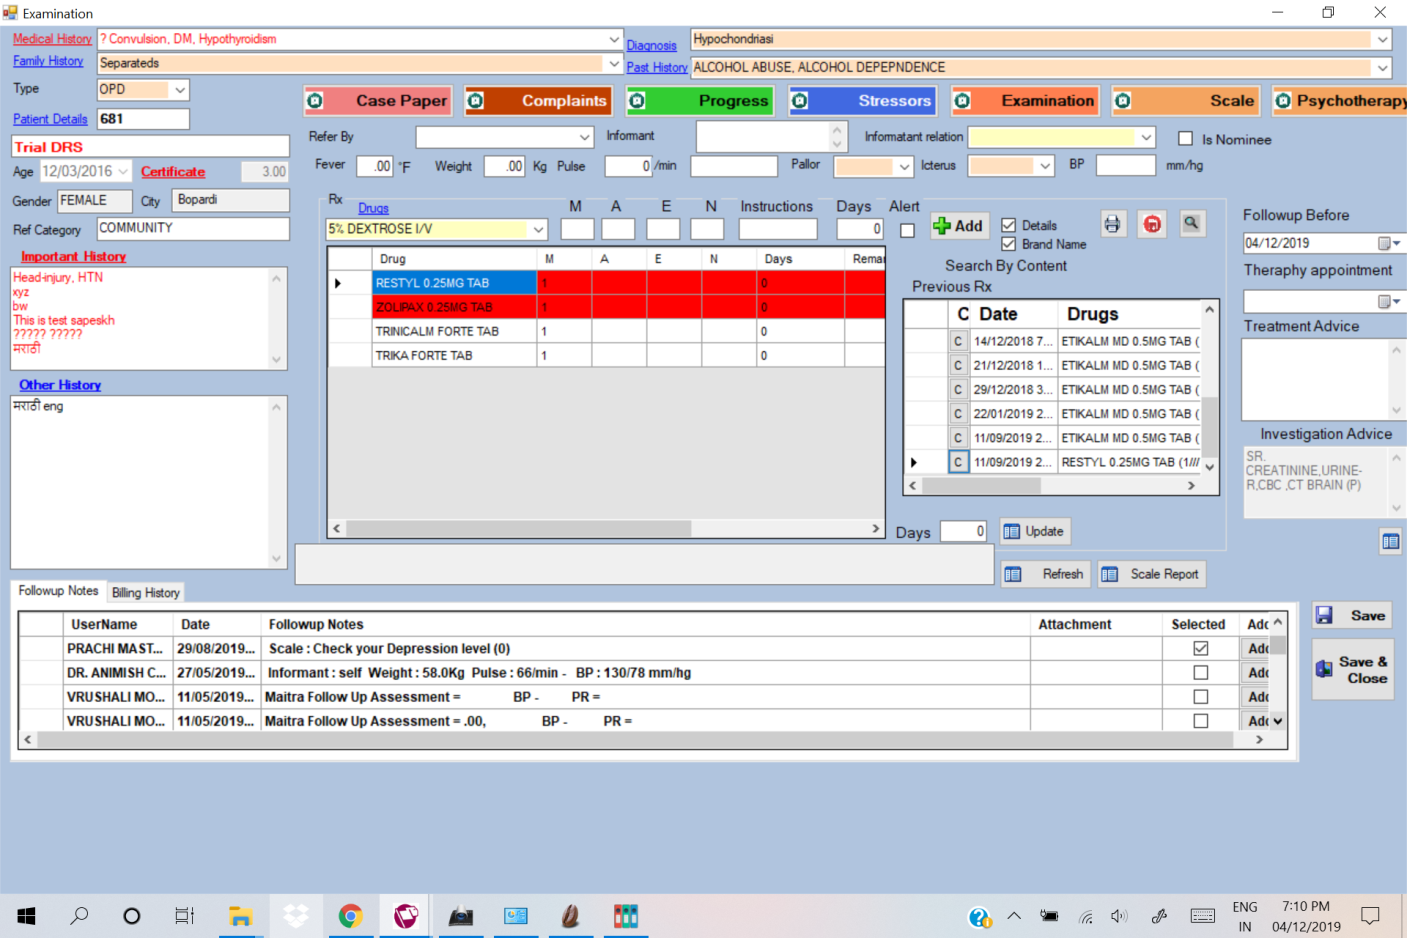 Examination
Medical History ? Convulsion, DM, Hypothyroidism Diagnosis Hypochondriasi
Family History Separateds Past History ALCOHOL ABUSE, ALCOHOL DEPEPNDENCE
Type OPD Case Paper Complaints Progress Stressors Examination Scale Psychotherapy
Patient Details 681
Refer By Informant Informatant relation Is Nominee
Trial DRS
Fever .00 °F Weight .00 Kg Pulse 0 /min Pallor Icterus BP mm/hg
Age 12/03/2016 Certificate 3.00
Gender FEMALE City Bopardi
Ref Category COMMUNITY
Rx Drugs M A E N Instructions Days Alert
5% DEXTROSE I/V 0 Add Details
Brand Name
Search By Content
Followup Before
04/12/2019
Theraphy appointment
Treatment Advice
Investigation Advice
SR.
CREATININE,URINE-
R,CBC ,CT BRAIN (P)
Important History
Head-injury, HTN
xyz
bw
This is test sapeskh
????? ?????
मराठी
Other History
मराठी eng
Drug M A E N Days Remar
RESTYL 0.25MG TAB 1 0
ZOLIPAX 0.25MG TAB 1 0
TRINICALM FORTE TAB 1 0
TRIKA FORTE TAB 1 0
Previous Rx
C Date Drugs
C 14/12/2018 7... ETIKALM MD 0.5MG TAB (
C 21/12/2018 1... ETIKALM MD 0.5MG TAB (
C 29/12/2018 3... ETIKALM MD 0.5MG TAB (
C 22/01/2019 2... ETIKALM MD 0.5MG TAB (
C 11/09/2019 2... ETIKALM MD 0.5MG TAB (
C 11/09/2019 2... RESTYL 0.25MG TAB (1///
Days 0 Update
Refresh Scale Report
Followup Notes Billing History
UserName Date Followup Notes Attachment Selected Adc
PRACHI MAST... 29/08/2019... Scale : Check your Depression level (0) Adc
DR. ANIMISH C... 27/05/2019... Informant : self Weight : 58.0Kg Pulse : 66/min - BP : 130/78 mm/hg Adc
VRUSHALI MO... 11/05/2019... Maitra Follow Up Assessment = BP - PR = Adc
VRUSHALI MO... 11/05/2019... Maitra Follow Up Assessment = .00, BP - PR = Adc
Save
Save &
Close
ENG
IN
7:10 PM
04/12/2019